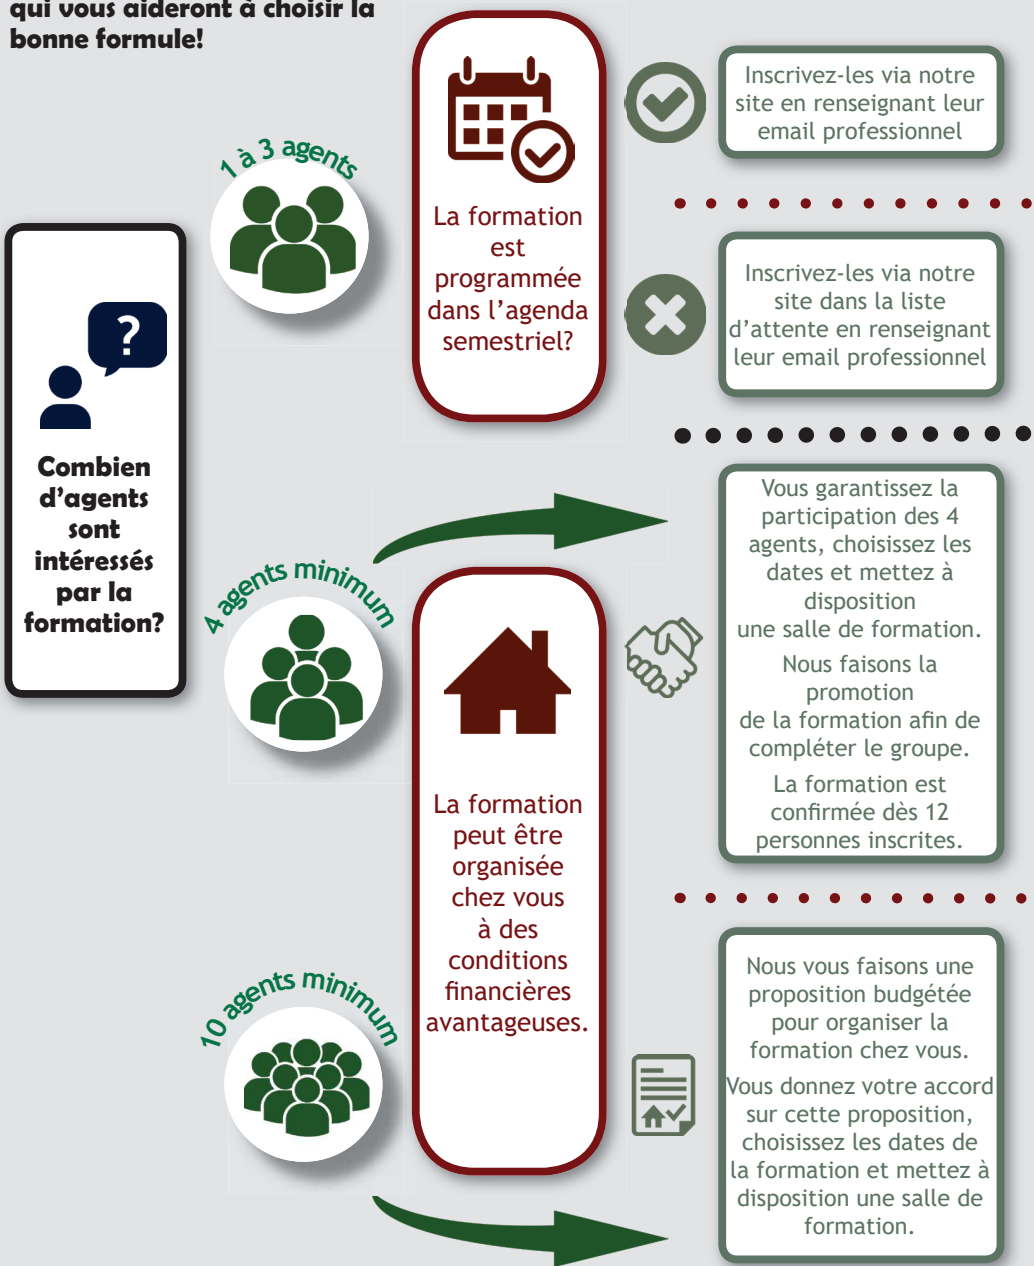 qui vous aideront à choisir la
bonne formule!
Combien
d’agents
sont
intéressés
par la
formation?
?
1 à 3 agents
La formation
est
programmée
dans l’agenda
semestriel?
Inscrivez-les via notre
site en renseignant leur
email professionnel
Inscrivez-les via notre
site dans la liste
d’attente en renseignant
leur email professionnel
4 agents minimum
La formation
peut être
organisée
chez vous
à des
conditions
financières
avantageuses.
Vous garantissez la
participation des 4
agents, choisissez les
dates et mettez à
disposition
une salle de formation.
Nous faisons la
promotion
de la formation afin de
compléter le groupe.
La formation est
confirmée dès 12
personnes inscrites.
10 agents minimum
Nous vous faisons une
proposition budgétée
pour organiser la
formation chez vous.
Vous donnez votre accord
sur cette proposition,
choisissez les dates de
la formation et mettez à
disposition une salle de
formation.